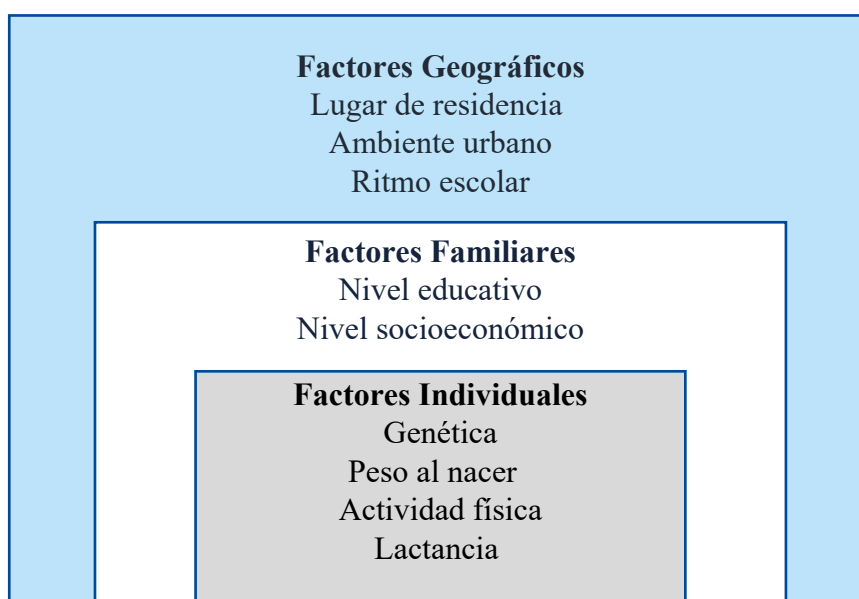 Factores Geográficos
Lugar de residencia
Ambiente urbano
Ritmo escolar
Factores Familiares
Nivel educativo
Nivel socioeconómico
Factores Individuales
Genética
Peso al nacer
Actividad física
Lactancia